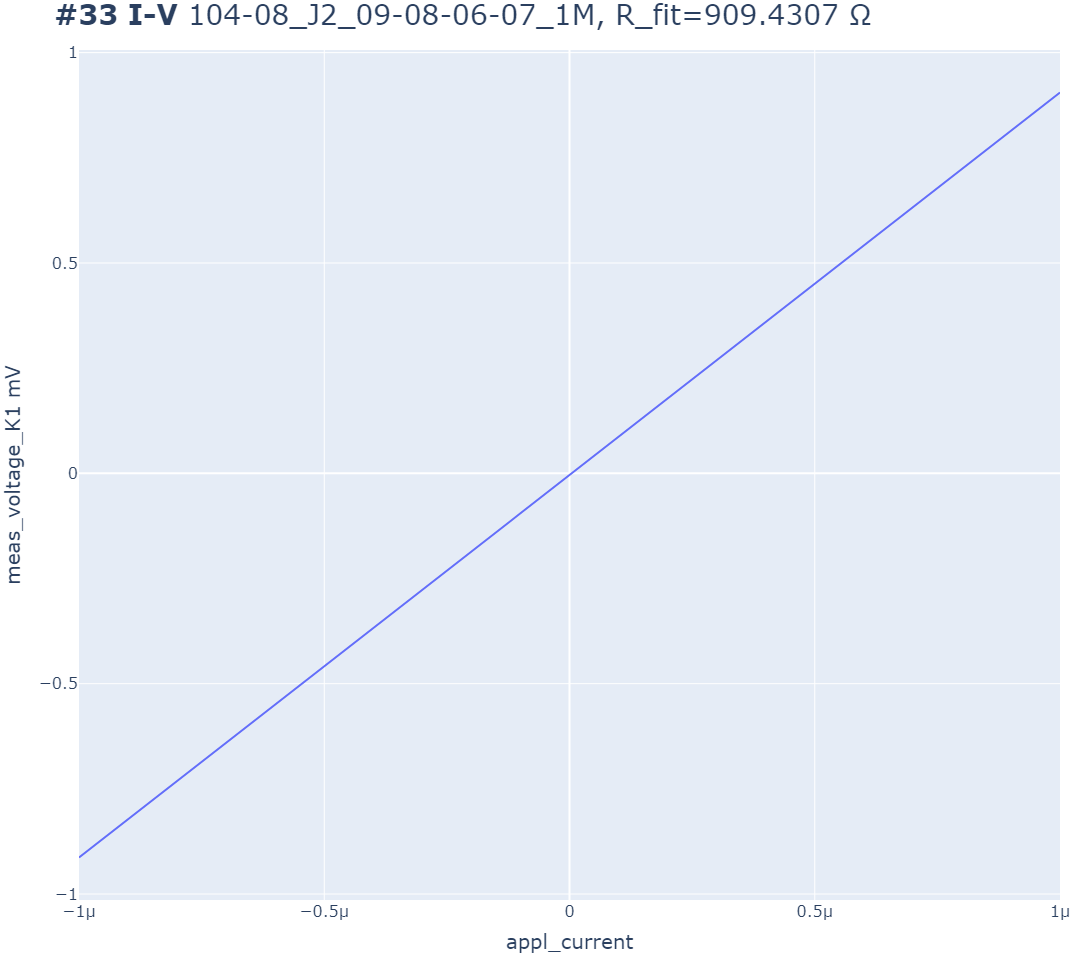 #33 I-V 104-08_J2_09-08-06-07_1M, R_fit=909.4307 Ω
1
0.5
0
−0.5
−1
meas_voltage_K1 mV
−1μ
−0.5μ
0
0.5μ
1μ
appl_current